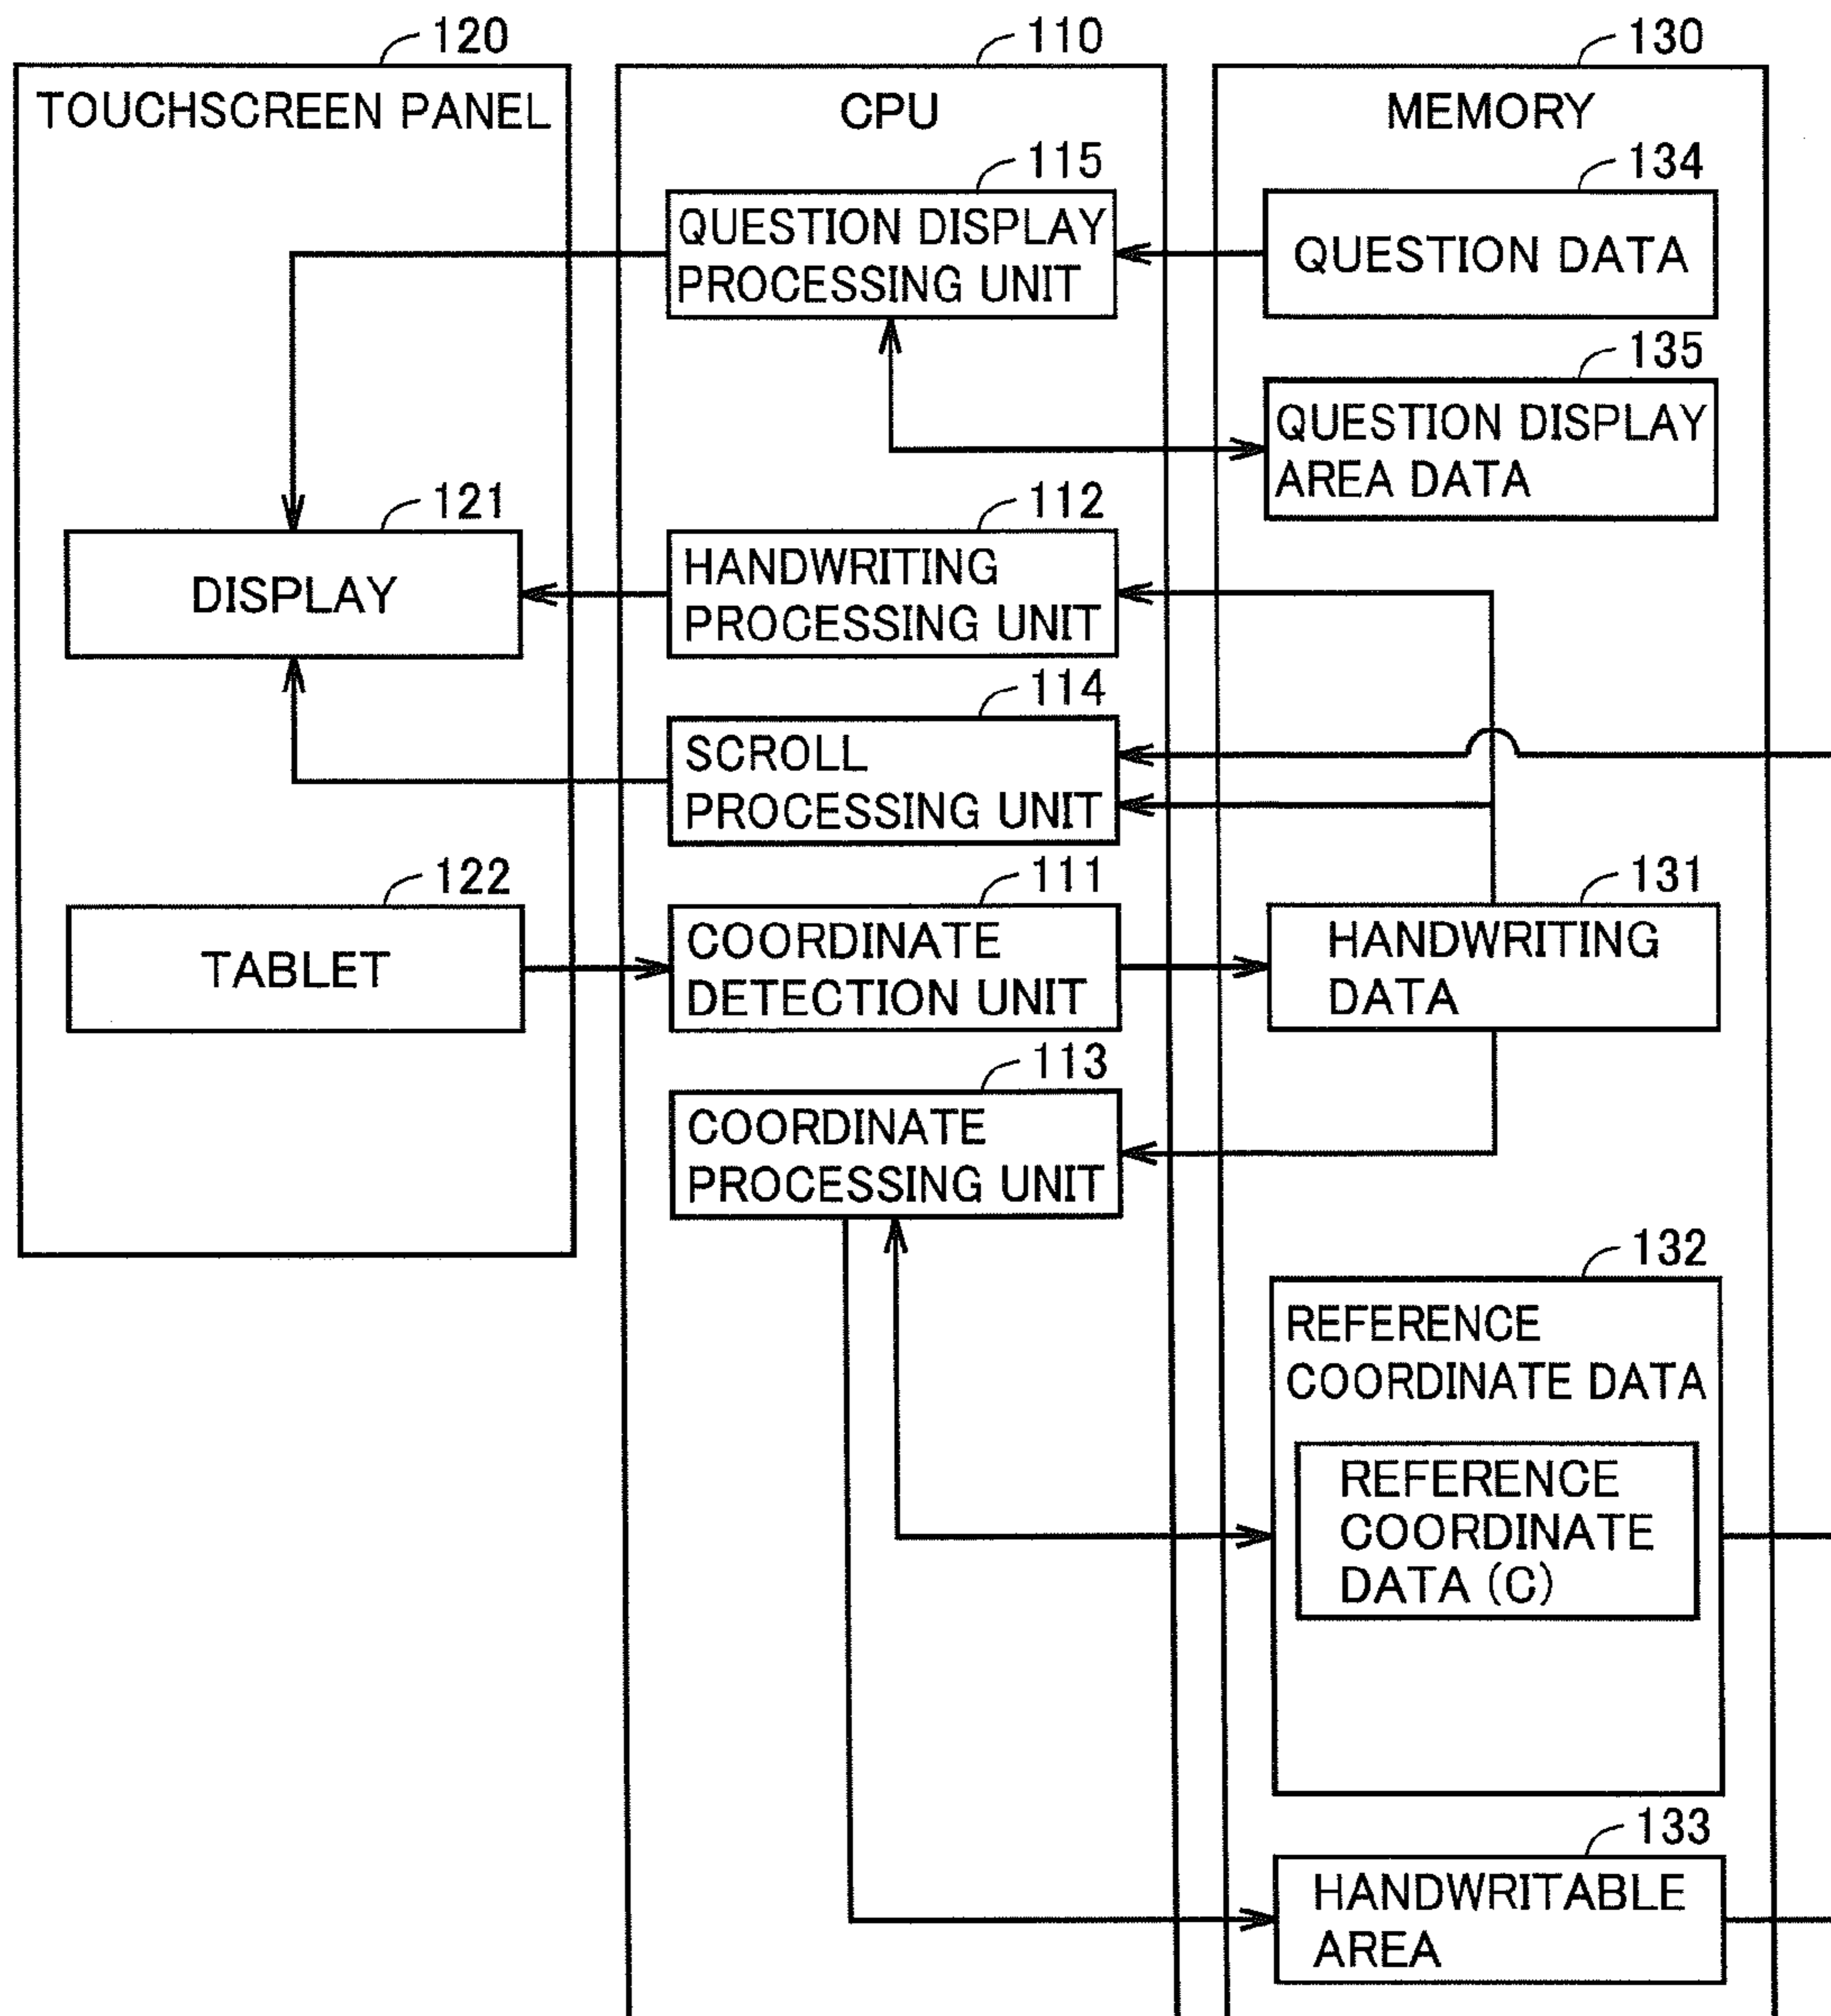 120
TOUCHSCREEN PANEL
121
DISPLAY
122
TABLET
110
CPU
115
QUESTION DISPLAY
PROCESSING UNIT
112
HANDWRITING
PROCESSING UNIT
114
SCROLL
PROCESSING UNIT
111
COORDINATE
DETECTION UNIT
113
COORDINATE
PROCESSING UNIT
130
MEMORY
134
QUESTION DATA
135
QUESTION DISPLAY
AREA DATA
131
HANDWRITING
DATA
132
REFERENCE
COORDINATE DATA
REFERENCE
COORDINATE
DATA (C)
133
HANDWRITABLE
AREA